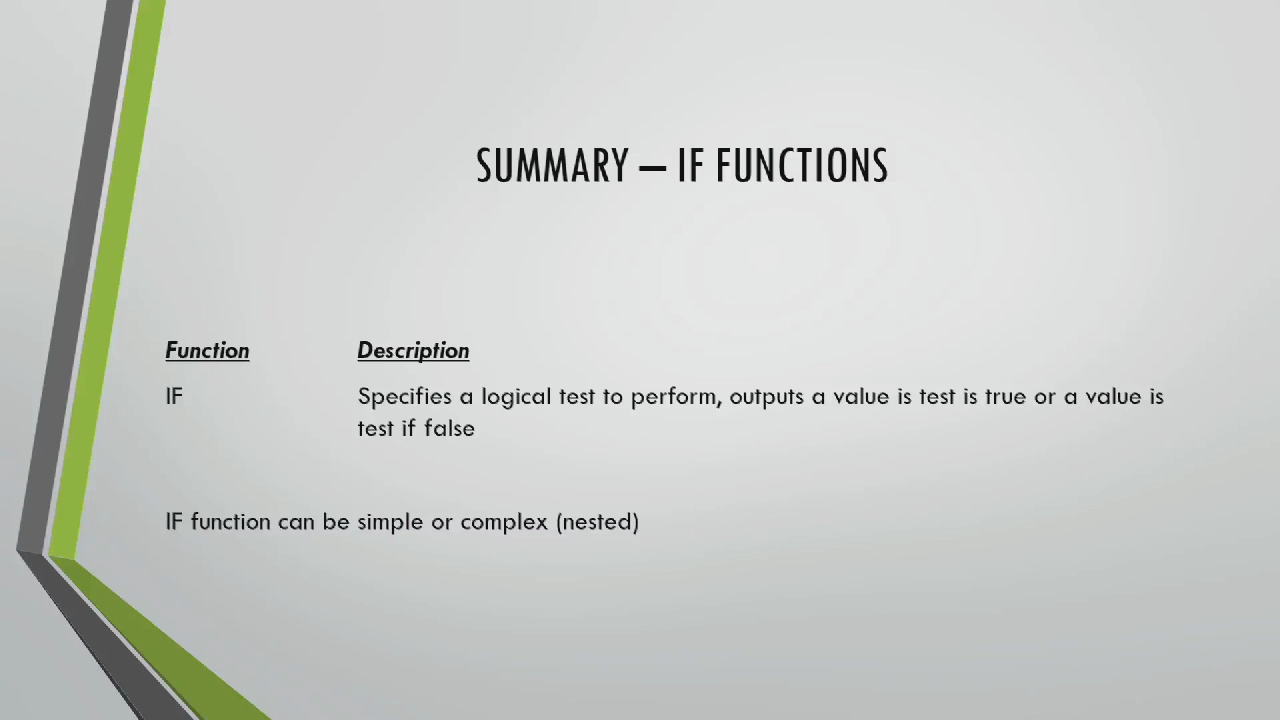 SUMMARY – IF FUNCTIONS
Function Description
IF Specifies a logical test to perform, outputs a value is test is true or a value is
test if false
IF function can be simple or complex (nested)